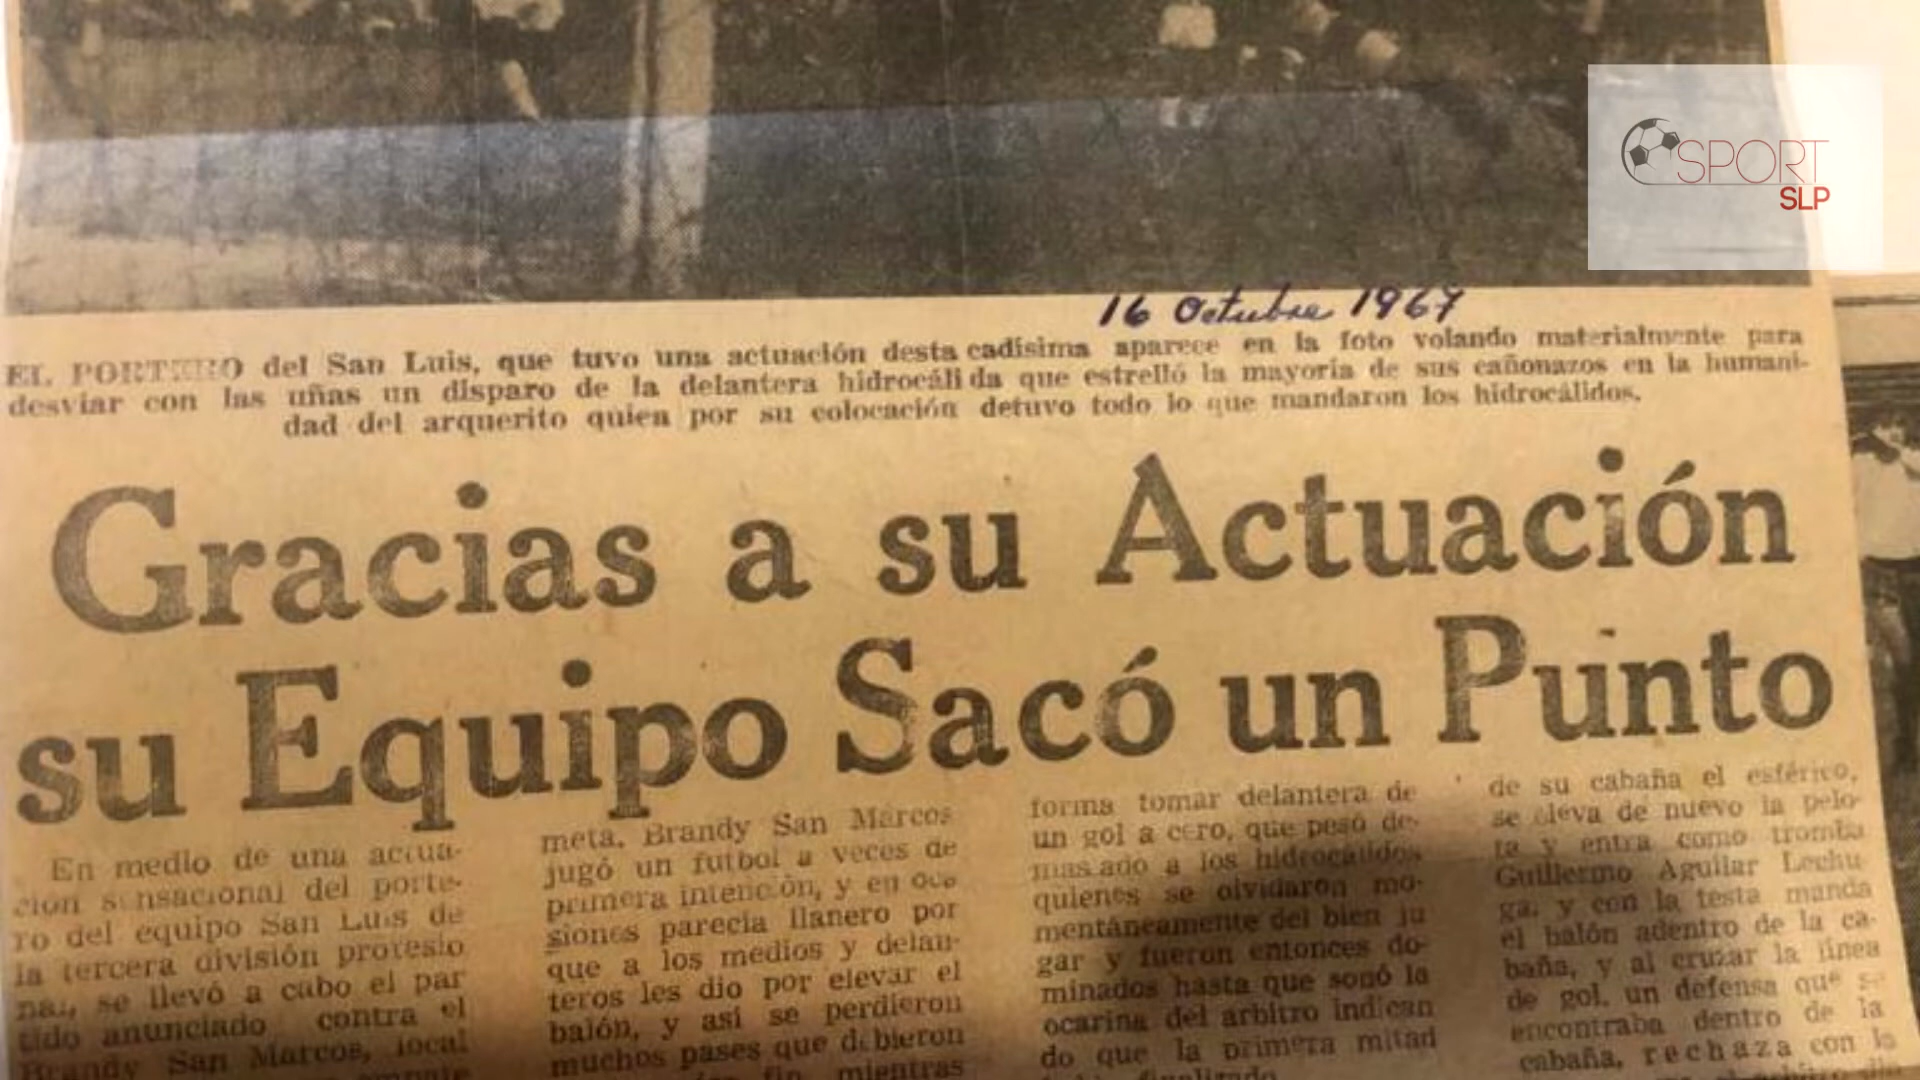 SPORT
SLP
16 Octubre 1967
EL PORTERO del San Luis, que tuvo una actuación desta cadísima aparece en la foto volando materialmente para
desviar con las uñas un disparo de la delantera hidrocáli da que estrelló la mayoría de sus cañonazos en la humani-
dad del arquerito quien por su colocación detuvo todo lo que mandaron los hidrocálidos.
Gracias a su Actuación
su Equipo Sacó un Punto
En medio de una actua-
ción sensacional del porte-
ro del equipo San Luis de
la tercera división profesio
nal, se llevó a cabo el par
tido anunciado contra el
Brandy San Marcos, local
empate
meta. Brandy San Marcos
jugó un futbol a veces de
primera intención, y en oca
siones parecía llanero por
que a los medios y delan-
teros les dio por elevar el
balón, y así se perdieron
muchos pases que debieron
fin mientras
forma tomar delantera de
un gol a cero, que pesó de-
masiado a los hidrocálidos
quienes se olvidaron mo-
mentáneamente del bien ju
gar y fueron entonces do-
minados hasta que sonó la
ocarina del árbitro indican
do que la primera mitad
finalizado
de su cabaña el esférico,
se eleva de nuevo la pelo-
ta y entra como tromba
Guillermo Aguilar Lechu
ga, y con la testa manda
el balón adentro de la ca-
baña, y al cruzar la línea
de gol, un defensa que se
encontraba dentro de la
cabaña, rechaza con la